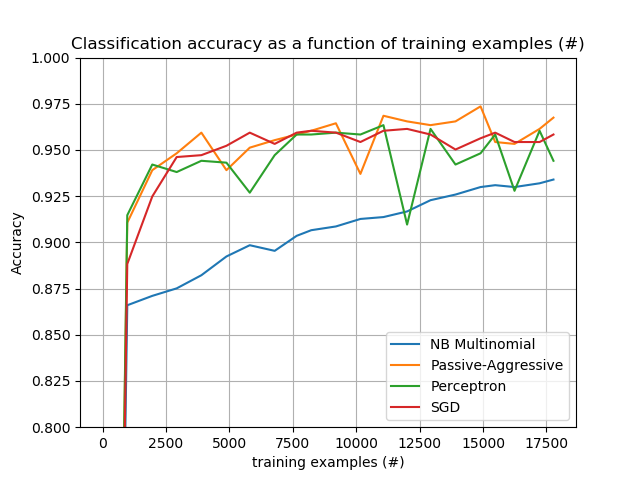 Classification accuracy as a function of training examples (#)
1.000
0.975
0.950
0.925
0.900
0.875
0.850
0.825
0.800
Accuracy
NB Multinomial
Passive-Aggressive
Perceptron
SGD
0 2500 5000 7500 10000 12500 15000 17500
training examples (#)